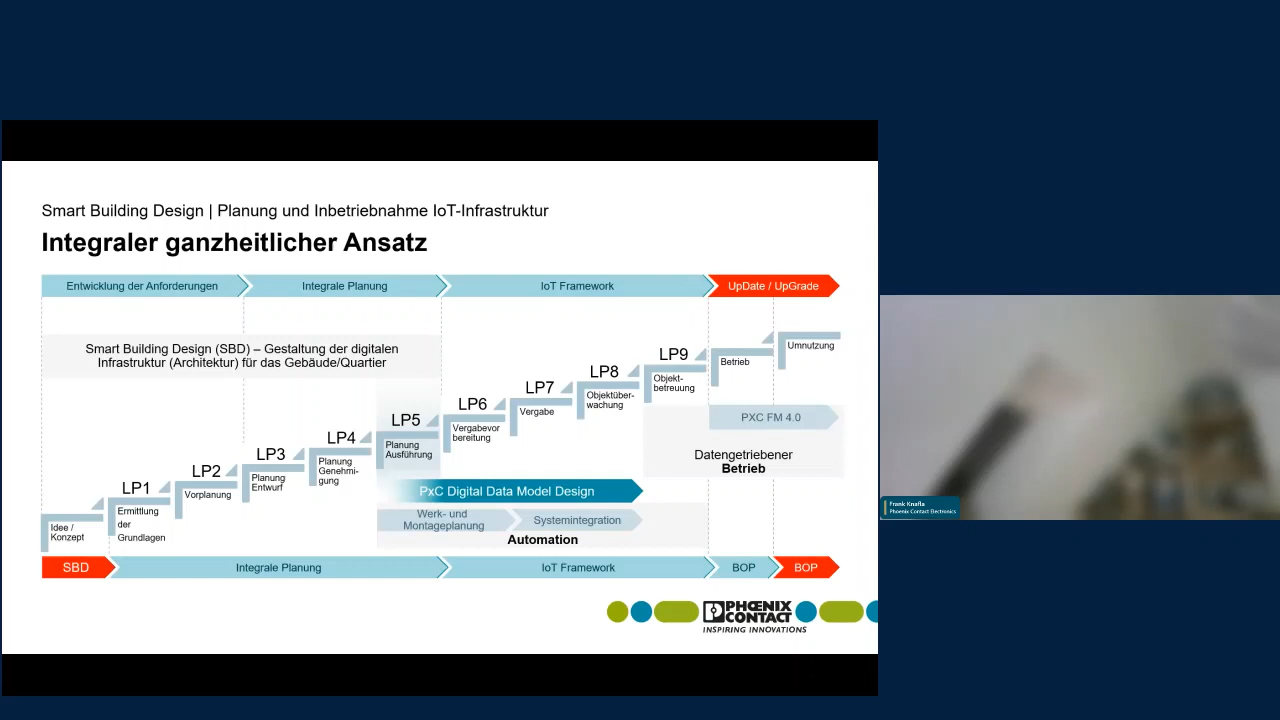 Smart Building Design | Planung und Inbetriebnahme IoT-Infrastruktur
Integraler ganzheitlicher Ansatz
Entwicklung der Anforderungen
Integrale Planung
IoT Framework
UpDate / UpGrade
Smart Building Design (SBD) – Gestaltung der digitalen
Infrastruktur (Architektur) für das Gebäude/Quartier
Idee /
Konzept
LP1
Ermittlung
der
Grundlagen
LP2
Vorplanung
LP3
Planung
Entwurf
LP4
Planung
Genehmi-
gung
LP5
Planung
Ausführung
LP6
Vergabevor
bereitung
LP7
Vergabe
LP8
Objektüber-
wachung
LP9
Objekt-
betreuung
Betrieb
Umnutzung
PXC FM 4.0
Datengetriebener
Betrieb
PxC Digital Data Model Design
Werk- und
Montageplanung
Systemintegration
Automation
SBD
Integrale Planung
IoT Framework
BOP
BOP
PHŒNIX
CONTACT
INSPIRING INNOVATIONS
Frank Knafla
Phoenix Contact Electronics